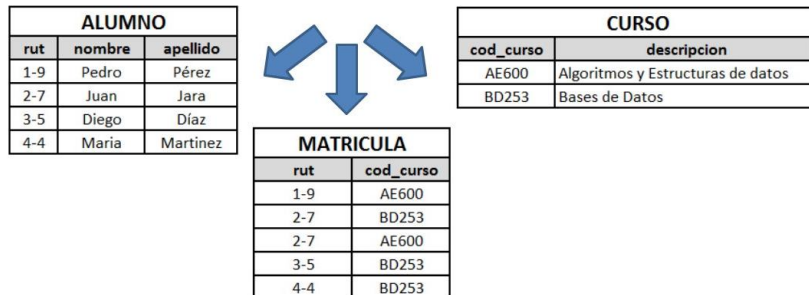 ALUMNO
rut nombre apellido
1-9 Pedro Pérez
2-7 Juan Jara
3-5 Diego Díaz
4-4 Maria Martinez
CURSO
cod_curso descripcion
AE600 Algoritmos y Estructuras de datos
BD253 Bases de Datos
MATRICULA
rut cod_curso
1-9 AE600
2-7 BD253
2-7 AE600
3-5 BD253
4-4 BD253